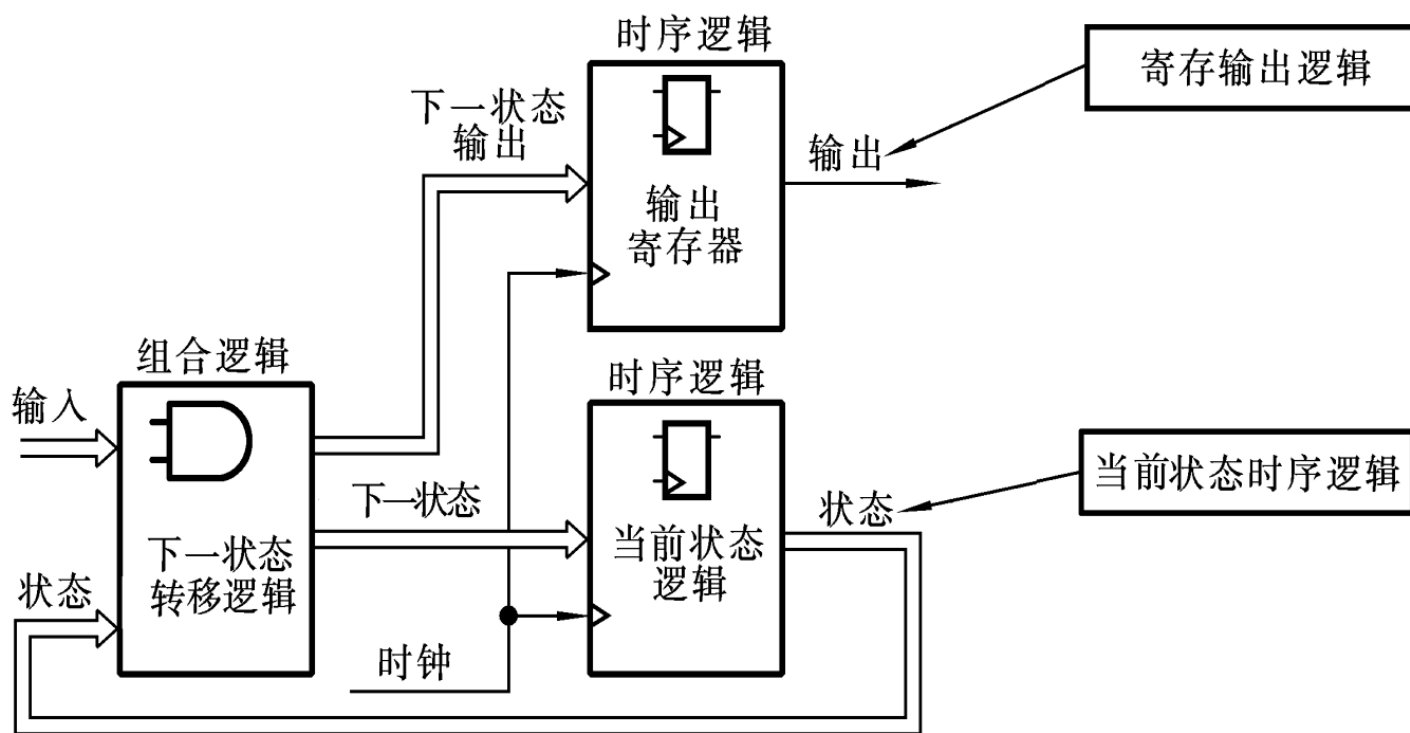 时序逻辑
寄存输出逻辑
下一状态
输出
输出
输出
寄存器
组合逻辑
时序逻辑
输入
下一状态
状态
当前状态时序逻辑
当前状态
逻辑
下一状态
转移逻辑
状态
时钟